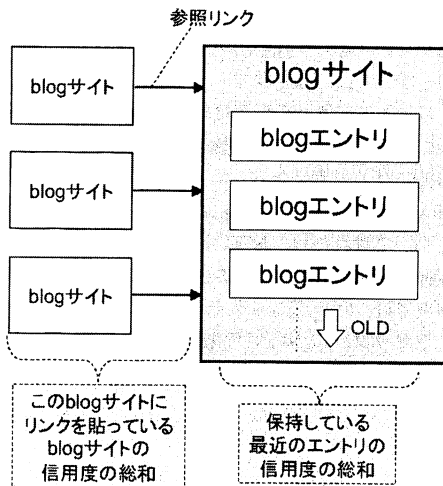 参照リンク
blogサイト
blogサイト
blogサイト
blogサイト
blogエントリ
blogエントリ
blogエントリ
OLD
このblogサイトに
リンクを貼っている
blogサイトの
信用度の総和
保持している
最近のエントリの
信用度の総和